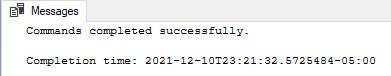 Messages
Commands completed successfully.
Completion time: 2021-12-10T23:21:32.5725484-05:00